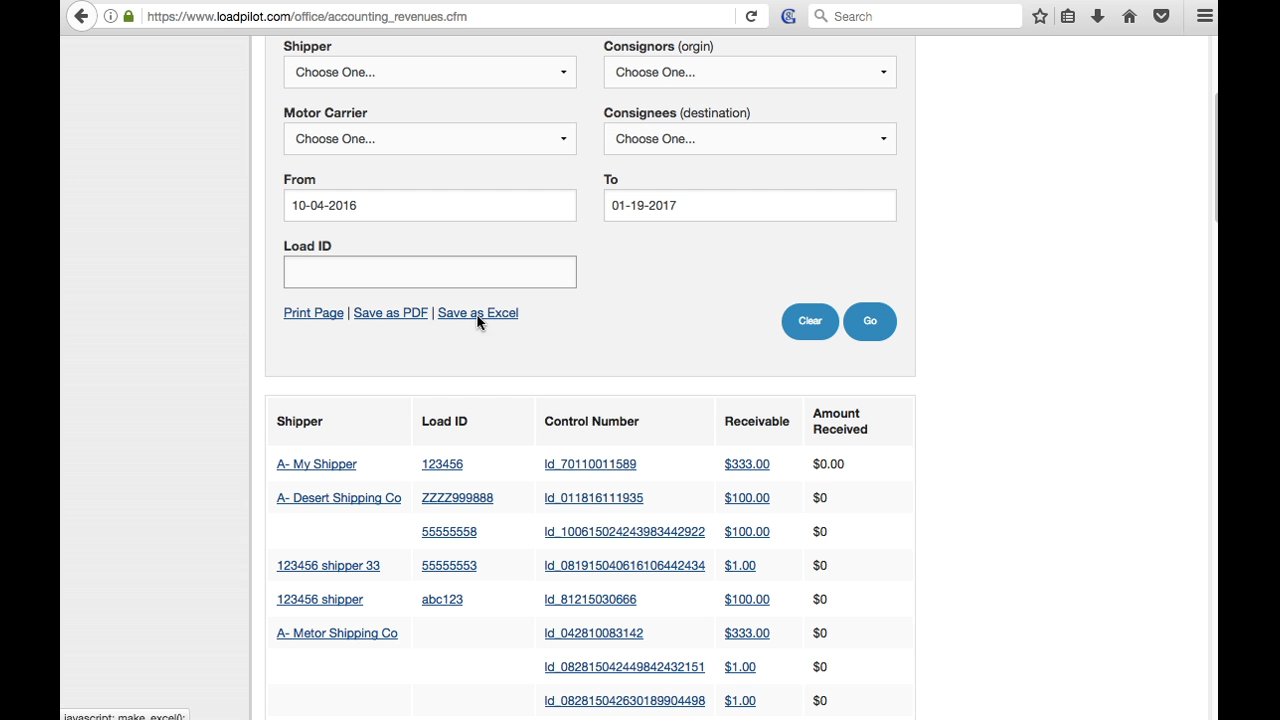 https://www.loadpilot.com/office/accounting_revenues.cfm
Search
Shipper
Consignors (orgin)
Choose One...
Choose One...
Motor Carrier
Consignees (destination)
Choose One...
Choose One...
From
To
10-04-2016
01-19-2017
Load ID
Print Page | Save as PDF | Save as Excel
Clear
Go
Shipper Load ID Control Number Receivable Amount Received
A- My Shipper 123456 ld_70110011589 $333.00 $0.00
A- Desert Shipping Co ZZZZ999888 ld_011816111935 $100.00 $0
55555558 ld_100615024243983442922 $100.00 $0
123456 shipper 33 55555553 ld_081915040616106442434 $1.00 $0
123456 shipper abc123 ld_81215030666 $100.00 $0
A- Metor Shipping Co ld_042810083142 $333.00 $0
ld_082815042449842432151 $1.00 $0
ld_082815042630189904498 $1.00 $0
javascript: make_excel();